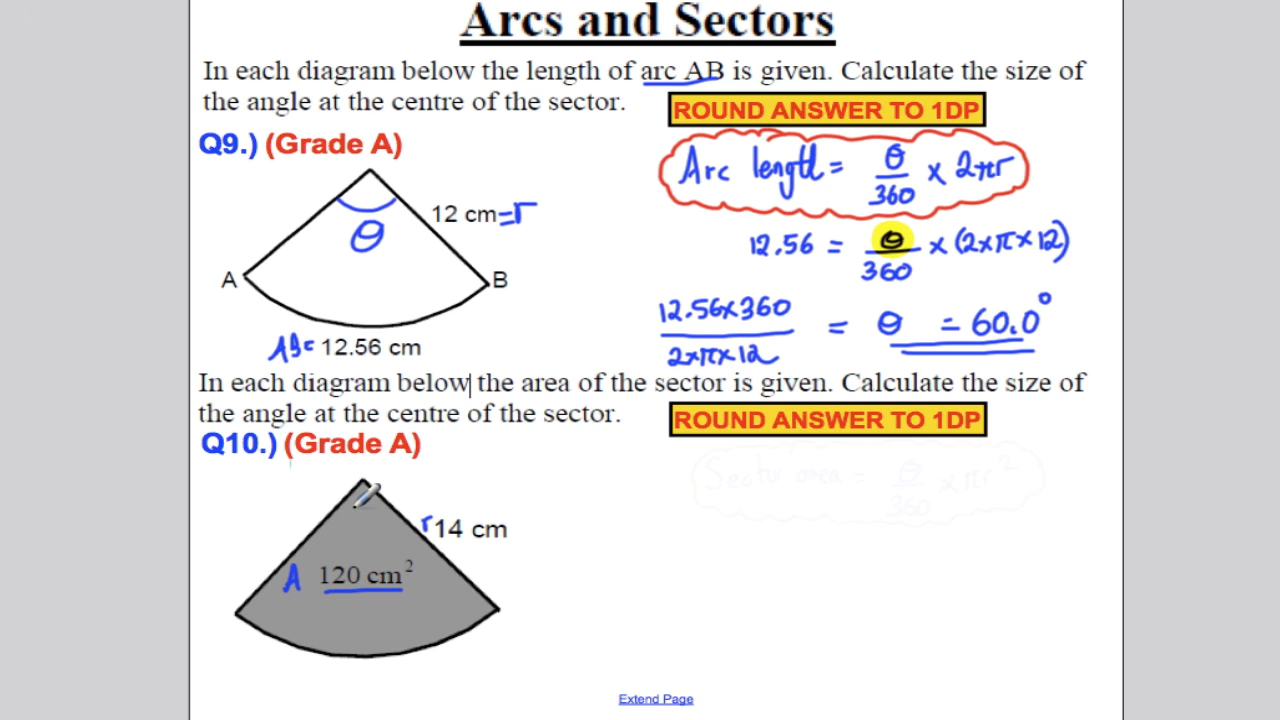 Arcs and Sectors
In each diagram below the length of arc AB is given. Calculate the size of
the angle at the centre of the sector.
ROUND ANSWER TO 1DP
Q9.) (Grade A)
Arc length = θ/360 × 2πr
12 cm = r
θ
12.56 = θ/360 × (2×π×12)
A
B
12.56×360/2×π×12 = θ = 60.0°
AB= 12.56 cm
In each diagram below the area of the sector is given. Calculate the size of
the angle at the centre of the sector.
ROUND ANSWER TO 1DP
Q10.) (Grade A)
Sector area = θ/360 × πr²
r 14 cm
A 120 cm²
Extend Page